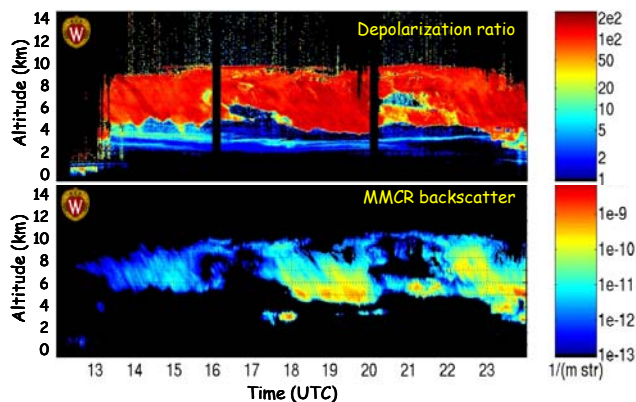 Depolarization ratio
Altitude (km)
14
12
10
8
6
4
2
0
W
2e2
1e2
50
20
10
5
2
1
MMCR backscatter
Altitude (km)
14
12
10
8
6
4
2
0
W
1e-9
1e-10
1e-11
1e-12
1e-13
13 14 15 16 17 18 19 20 21 22 23
1/(m str)
Time (UTC)